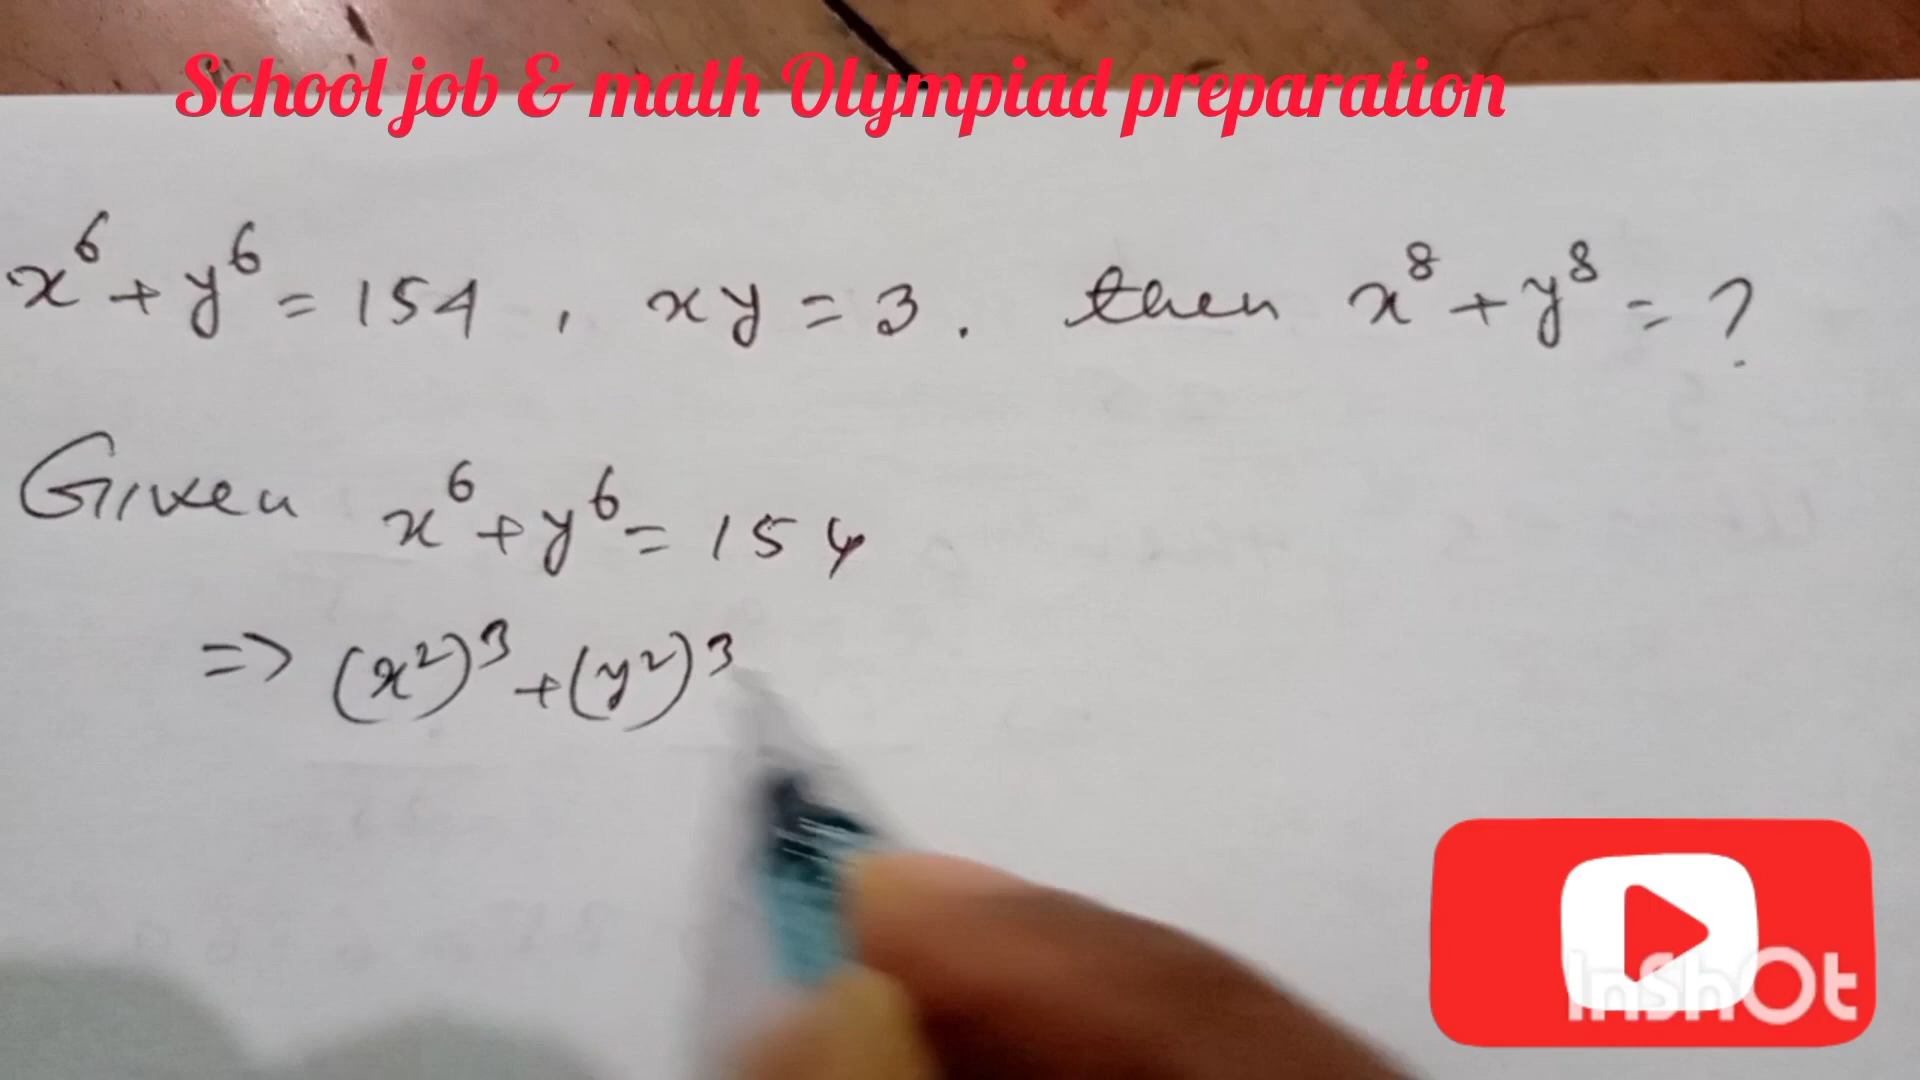 School job & math Olympiad preparation
x⁶ + y⁶ = 154 , xy = 3 . then x⁸ + y⁸ = ?
Given x⁶ + y⁶ = 154
=> (x²)³ + (y²)³
InShOt